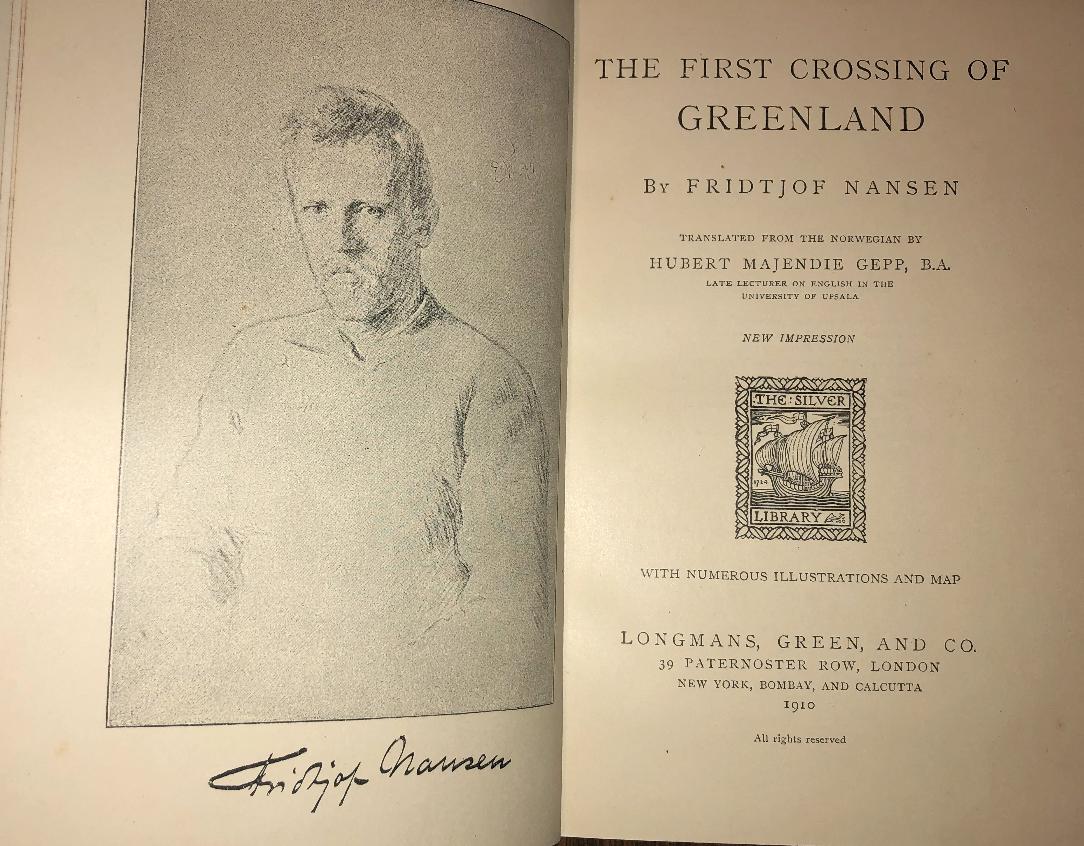 Fridtjof Nansen
THE FIRST CROSSING OF
GREENLAND
BY FRIDTJOF NANSEN
TRANSLATED FROM THE NORWEGIAN BY
HUBERT MAJENDIE GEPP, B.A.
LATE LECTURER ON ENGLISH IN THE
UNIVERSITY OF UPSALA
NEW IMPRESSION
THE : SILVER
1724
LIBRARY
WITH NUMEROUS ILLUSTRATIONS AND MAP
LONGMANS, GREEN, AND CO.
39 PATERNOSTER ROW, LONDON
NEW YORK, BOMBAY, AND CALCUTTA
1910
All rights reserved